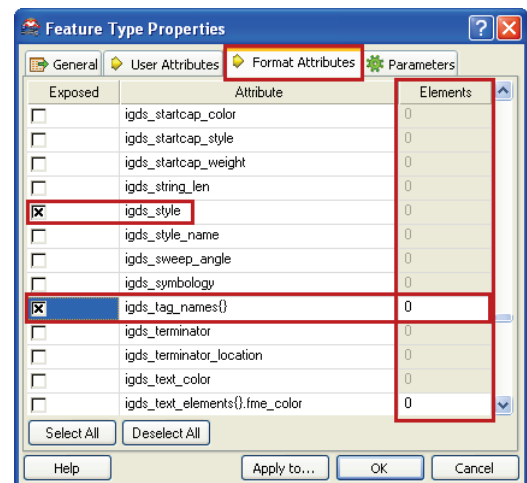 Feature Type Properties
General User Attributes Format Attributes Parameters
Exposed Attribute Elements
igds_startcap_color 0
igds_startcap_style 0
igds_startcap_weight 0
igds_string_len 0
igds_style 0
igds_style_name 0
igds_sweep_angle 0
igds_symbology 0
igds_tag_names{} 0
igds_terminator 0
igds_terminator_location 0
igds_text_color 0
igds_text_elements{}.fme_color 0
Select All Deselect All
Help Apply to... OK Cancel